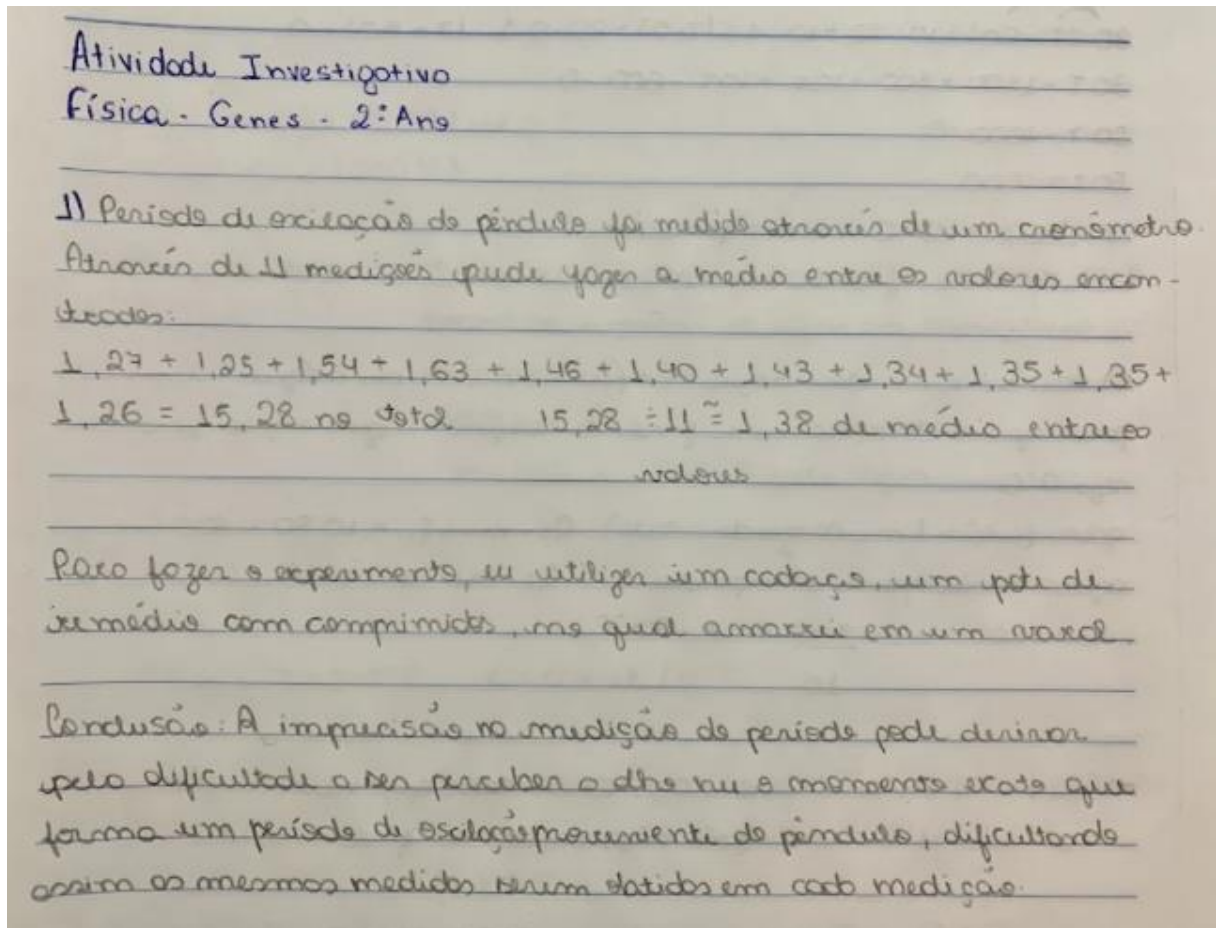 Atividade Investigativa
Física - Genes - 2º Ano
1) Período de oscilação do pêndulo foi medido através de um cronômetro.
Através de 11 medições pude fazer a média entre os valores encon-
trados:
1,27 + 1,25 + 1,54 + 1,63 + 1,46 + 1,40 + 1,43 + 1,34 + 1,35 + 1,35 +
1,26 = 15,28 no total 15,28 ÷ 11 ≅ 1,38 de média entre os
valores
Para fazer o experimento, eu utilizei um cadarço, um pote de
remédio com comprimidos, no qual amarrei em um varal
Conclusão: A imprecisão na medição do período pode derivar
pela dificultade a ser perceber a olho nu o momento exato que
forma um período de oscilação do pêndulo, dificultando
assim as mesmas medidas serem obtidas em cada medição.